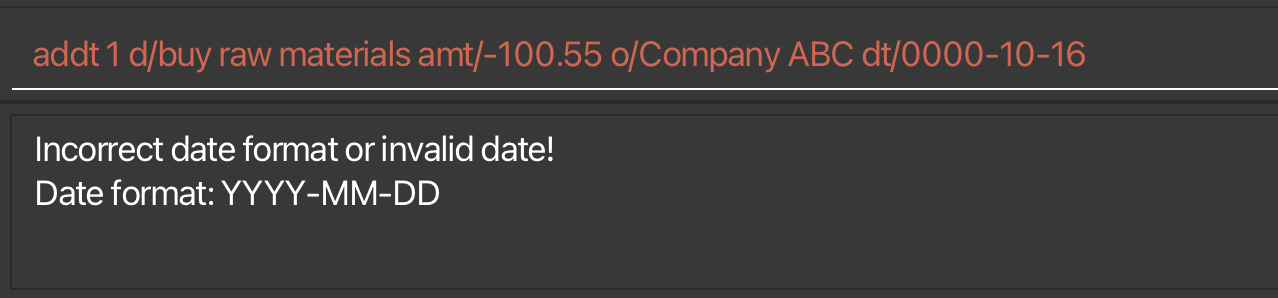 addt 1 d/buy raw materials amt/-100.55 o/Company ABC dt/0000-10-16
Incorrect date format or invalid date!
Date format: YYYY-MM-DD